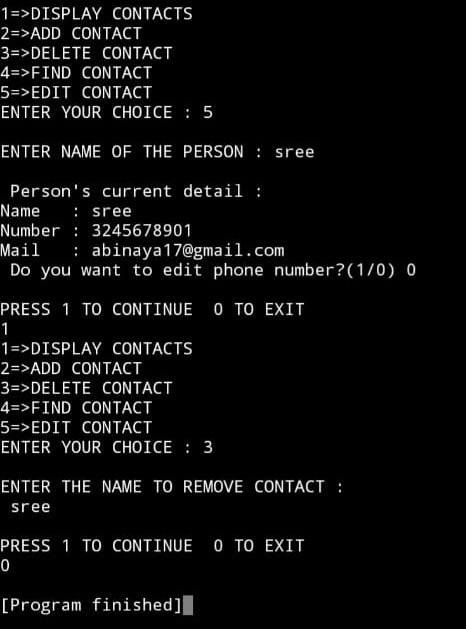 1=>DISPLAY CONTACTS
2=>ADD CONTACT
3=>DELETE CONTACT
4=>FIND CONTACT
5=>EDIT CONTACT
ENTER YOUR CHOICE : 5
ENTER NAME OF THE PERSON : sree
Person's current detail :
Name   : sree
Number : 3245678901
Mail   : abinaya17@gmail.com
Do you want to edit phone number?(1/0) 0
PRESS 1 TO CONTINUE  0 TO EXIT
1
1=>DISPLAY CONTACTS
2=>ADD CONTACT
3=>DELETE CONTACT
4=>FIND CONTACT
5=>EDIT CONTACT
ENTER YOUR CHOICE : 3
ENTER THE NAME TO REMOVE CONTACT :
sree
PRESS 1 TO CONTINUE  0 TO EXIT
0
[Program finished]